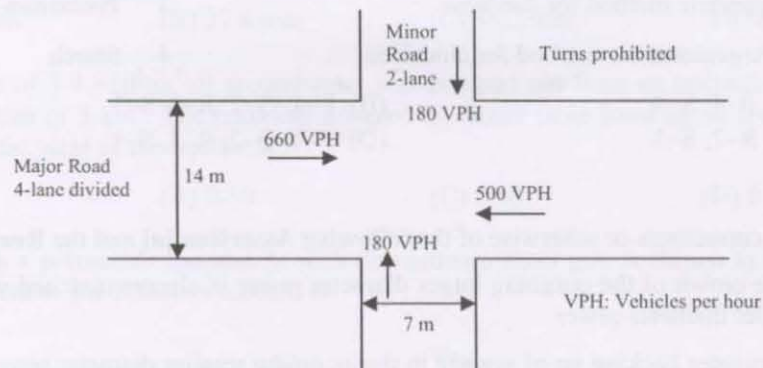 Minor
Road
2-lane
Turns prohibited
180 VPH
660 VPH
Major Road
4-lane divided
14 m
500 VPH
180 VPH
7 m
VPH: Vehicles per hour